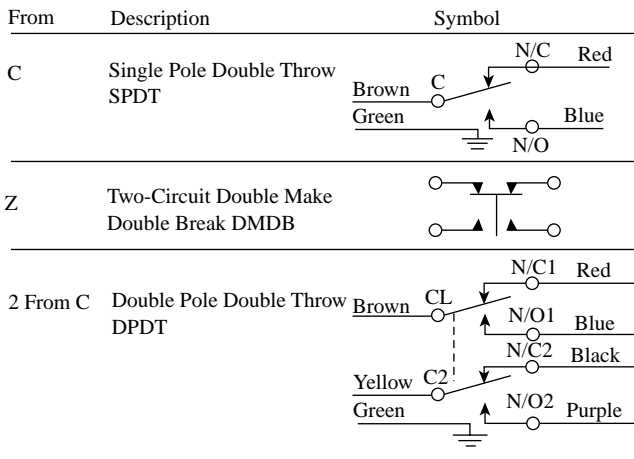 From Description Symbol
C
Single Pole Double Throw
SPDT
N/C Red
Brown C
Green Blue
N/O
Z
Two-Circuit Double Make
Double Break DMDB
2 From C
Double Pole Double Throw
DPDT
N/C1 Red
Brown CL
N/O1
Blue
N/C2
Black
Yellow C2
Green
N/O2
Purple